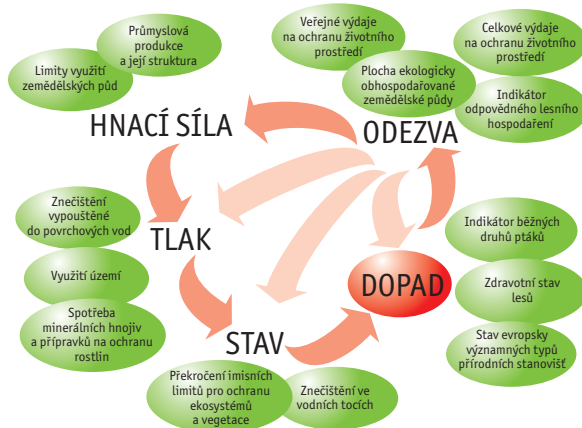 Průmyslová
produkce
a její struktura
Limity využití
zemědělských půd
Veřejné výdaje
na ochranu životního
prostředí
Celkové výdaje
na ochranu životního
prostředí
Plocha ekologicky
obhospodařované
zemědělské půdy
Indikátor
odpovědného lesního
hospodaření
HNACÍ SÍLA
ODEZVA
Znečištění
vypouštěné
do povrchových vod
TLAK
Využití území
Spotřeba
minerálních hnojiv
a přípravků na ochranu
rostlin
Indikátor běžných
druhů ptáků
DOPAD
Zdravotní stav
lesů
Stav evropsky
významných typů
přírodních stanovišť
STAV
Překročení imisních
limitů pro ochranu
ekosystémů
a vegetace
Znečištění ve
vodních tocích